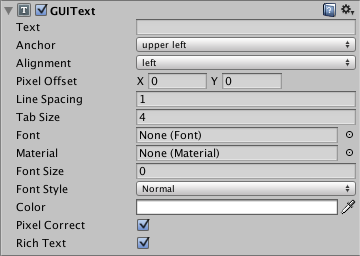 GUIText
Text
Anchor upper left
Alignment left
Pixel Offset X 0 Y 0
Line Spacing 1
Tab Size 4
Font None (Font)
Material None (Material)
Font Size 0
Font Style Normal
Color
Pixel Correct
Rich Text